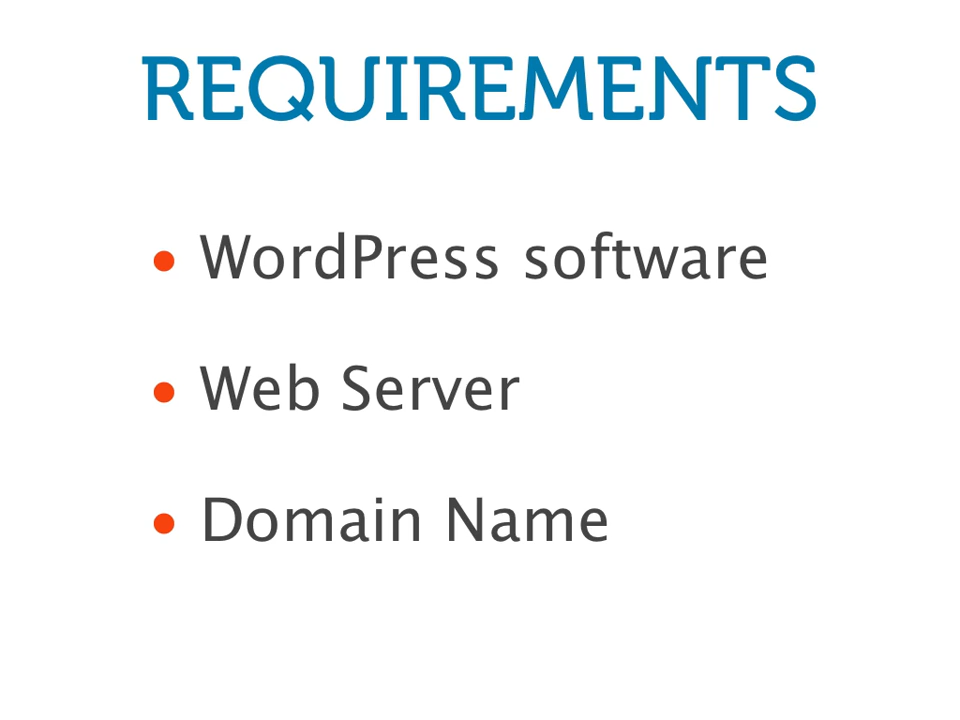 REQUIREMENTS
• WordPress software
• Web Server
• Domain Name